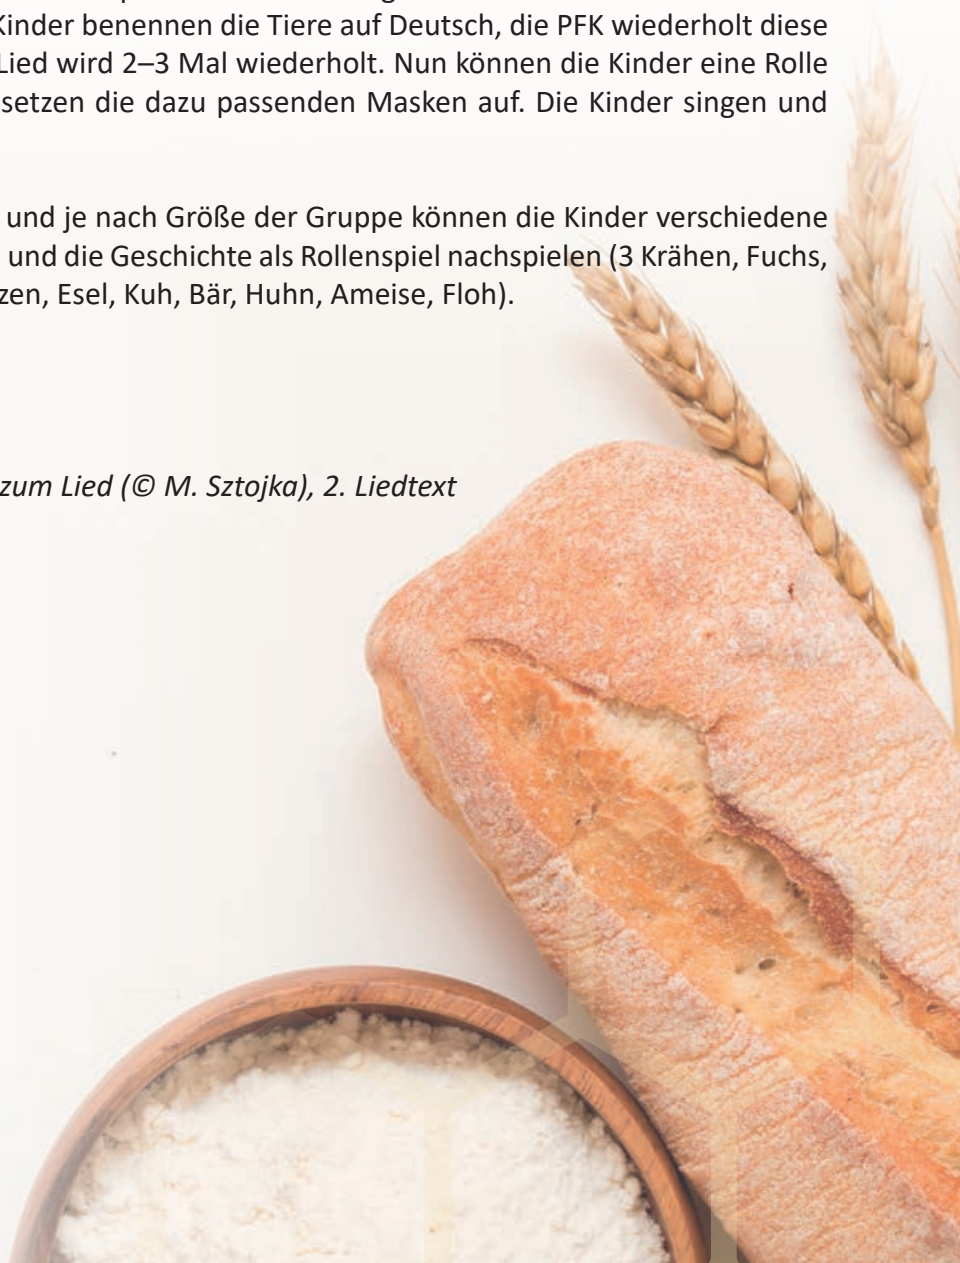 Kinder benennen die Tiere auf Deutsch, die PFK wiederholt diese
Lied wird 2–3 Mal wiederholt. Nun können die Kinder eine Rolle
setzen die dazu passenden Masken auf. Die Kinder singen und
und je nach Größe der Gruppe können die Kinder verschiedene
und die Geschichte als Rollenspiel nachspielen (3 Krähen, Fuchs,
zen, Esel, Kuh, Bär, Huhn, Ameise, Floh).
zum Lied (© M. Sztojka), 2. Liedtext